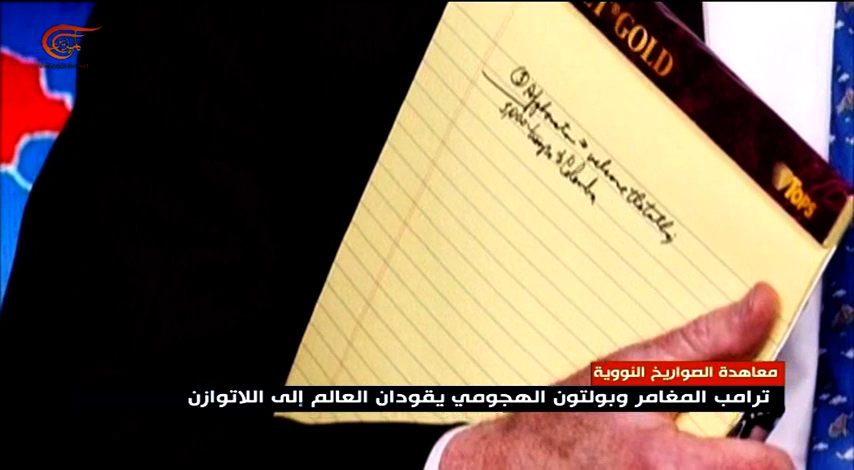 GOLD
TOPS
Afghanistan → welcome the talks
5,000 troops to Colombia
معاهدة الصواريخ النووية
ترامب المغامر وبولتون الهجومي يقودان العالم إلى اللاتوازن